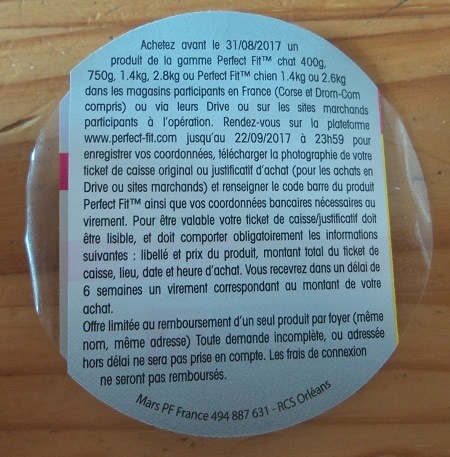 Achetez avant le 31/08/2017 un
produit de la gamme Perfect Fit™ chat 400g,
750g, 1.4kg, 2.8kg ou Perfect Fit™ chien 1.4kg ou 2.6kg
dans les magasins participants en France (Corse et Drom-Com
compris) ou via leurs Drive ou sur les sites marchands
participants à l'opération. Rendez-vous sur la plateforme
www.perfect-fit.com jusqu'au 22/09/2017 à 23h59 pour
enregistrer vos coordonnées, télécharger la photographie de votre
ticket de caisse original ou justificatif d'achat (pour les achats en
Drive ou sites marchands) et renseigner le code barre du produit
Perfect Fit™ ainsi que vos coordonnées bancaires nécessaires au
virement. Pour être valable votre ticket de caisse/justificatif doit
être lisible, et doit comporter obligatoirement les informations
suivantes : libellé et prix du produit, montant total du ticket de
caisse, lieu, date et heure d'achat. Vous recevrez dans un délai de
6 semaines un virement correspondant au montant de votre
achat.
Offre limitée au remboursement d'un seul produit par foyer (même
nom, même adresse) Toute demande incomplète, ou adressée
hors délai ne sera pas prise en compte. Les frais de connexion
ne seront pas remboursés.
Mars PF France 494 887 631 - RCS Orléans